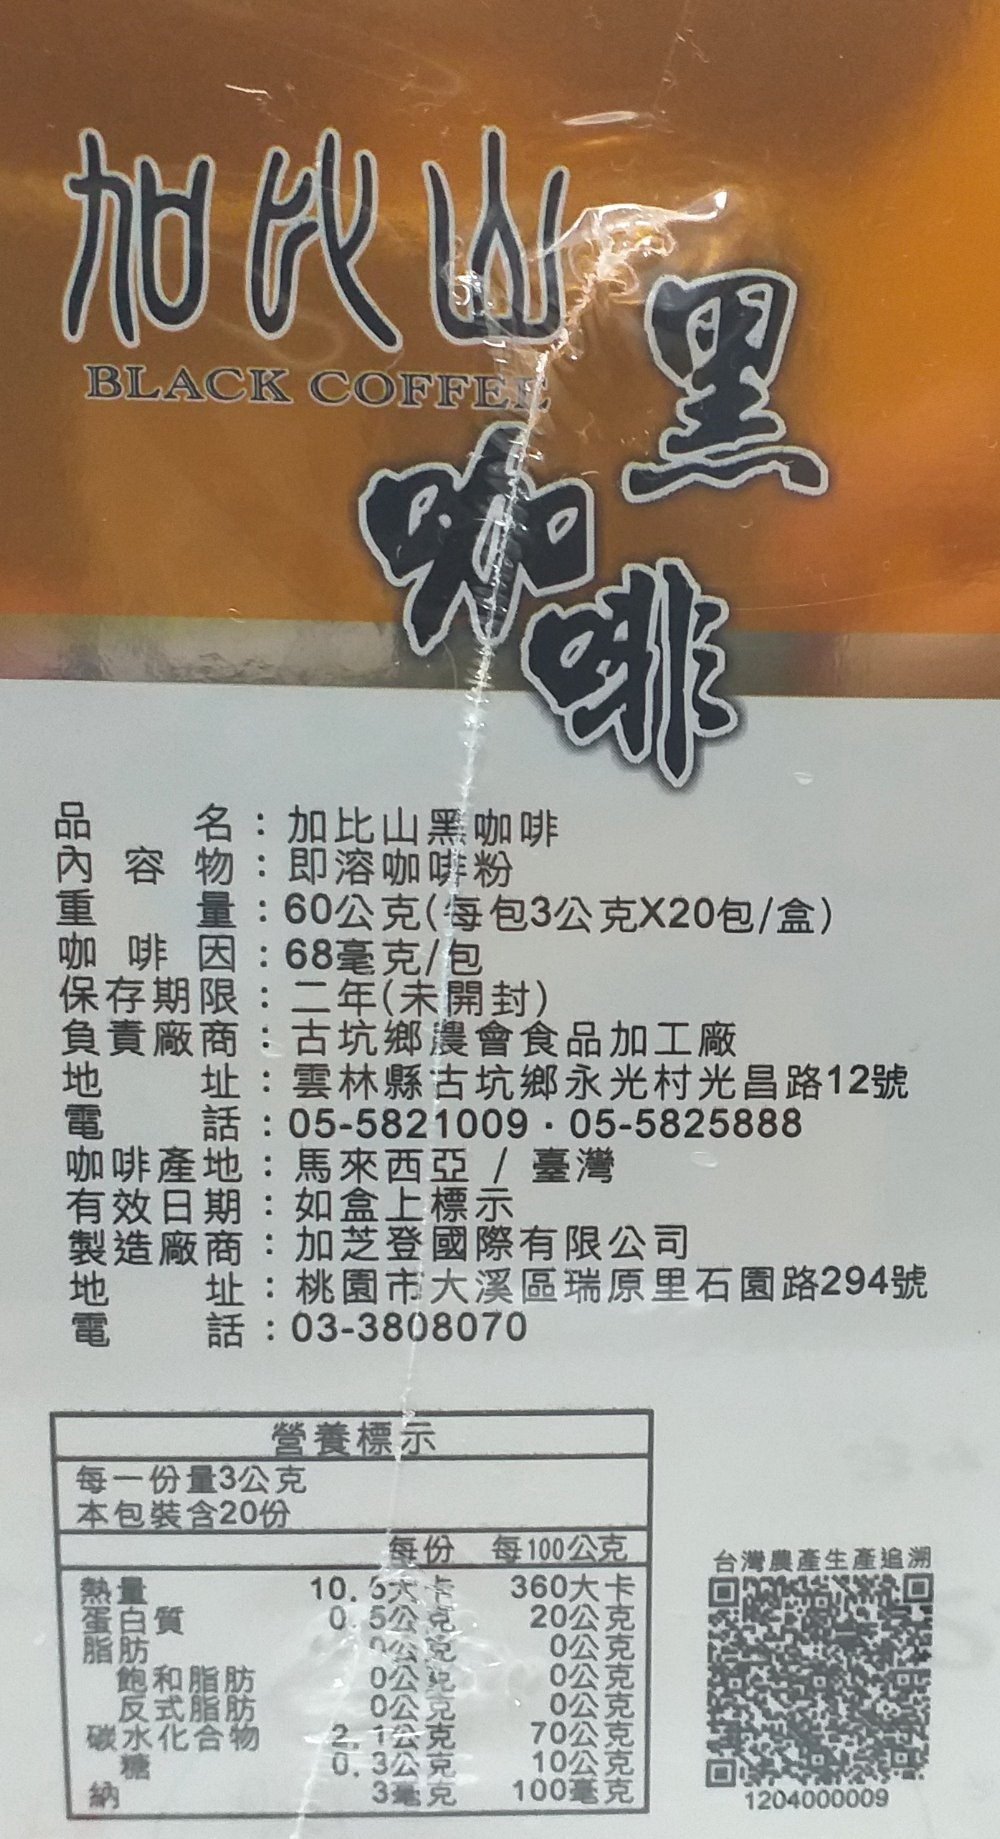 加比山
BLACK COFFEE
黑
咖
啡
品名：加比山黑咖啡
內容物：即溶咖啡粉
重量：60公克(每包3公克X20包/盒)
咖啡因：68毫克/包
保存期限：二年(未開封)
負責廠商：古坑鄉農會食品加工廠
地址：雲林縣古坑鄉永光村光昌路12號
電話：05-5821009·05-5825888
咖啡產地：馬來西亞 / 臺灣
有效日期：如盒上標示
製造廠商：加芝登國際有限公司
地址：桃園市大溪區瑞原里石園路294號
電話：03-3808070
營養標示
每一份量3公克
本包裝含20份
每份 每100公克
熱量 大卡 360大卡
蛋白質 0.5公克 20公克
脂肪 0公克 0公克
飽和脂肪 0公克 0公克
反式脂肪 0公克 0公克
碳水化合物 2.1公克 70公克
糖 0.3公克 10公克
鈉 3毫克 100毫克
台灣農產生產追溯
1204000009